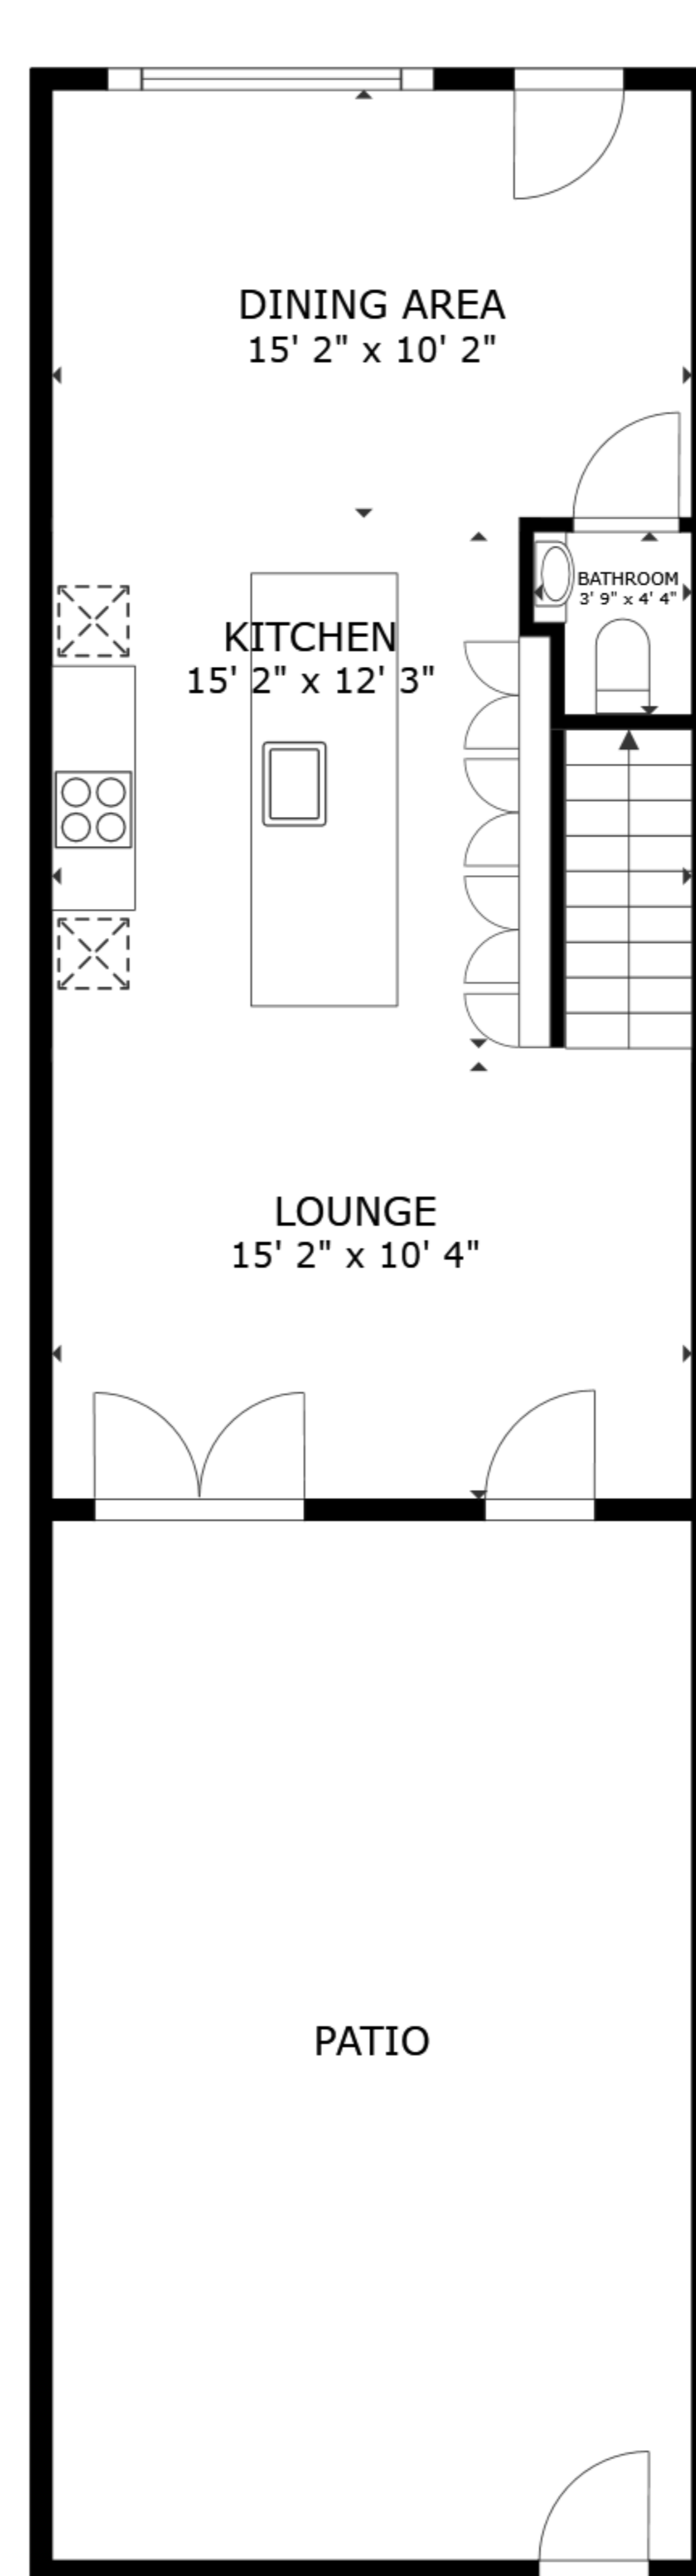 DINING AREA
15' 2" x 10' 2"
BATHROOM
3' 9" x 4' 4"
KITCHEN
15' 2" x 12' 3"
LOUNGE
15' 2" x 10' 4"
PATIO